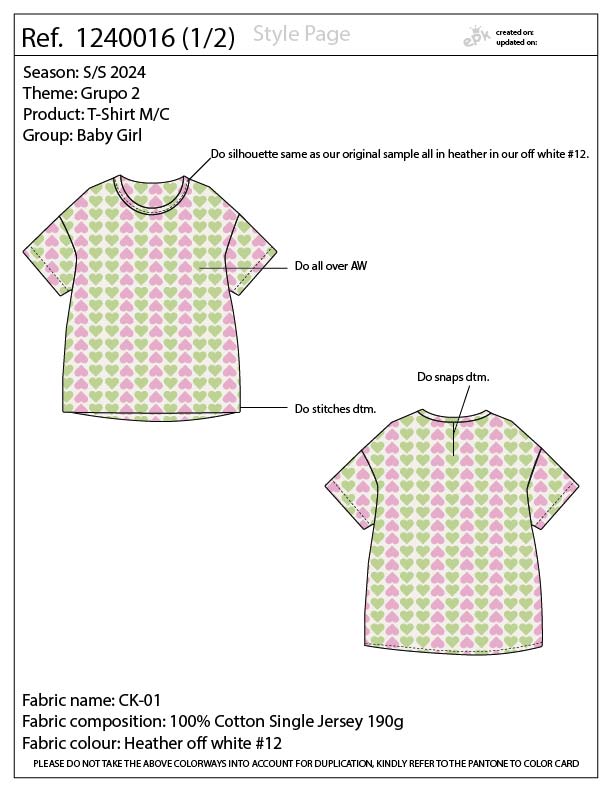 Ref. 1240016 (1/2)
Style Page
epk
created on:
updated on:
Season: S/S 2024
Theme: Grupo 2
Product: T-Shirt M/C
Group: Baby Girl
Do silhouette same as our original sample all in heather in our off white #12.
Do all over AW
Do snaps dtm.
Do stitches dtm.
Fabric name: CK-01
Fabric composition: 100% Cotton Single Jersey 190g
Fabric colour: Heather off white #12
PLEASE DO NOT TAKE THE ABOVE COLORWAYS INTO ACCOUNT FOR DUPLICATION, KINDLY REFER TO THE PANTONE TO COLOR CARD